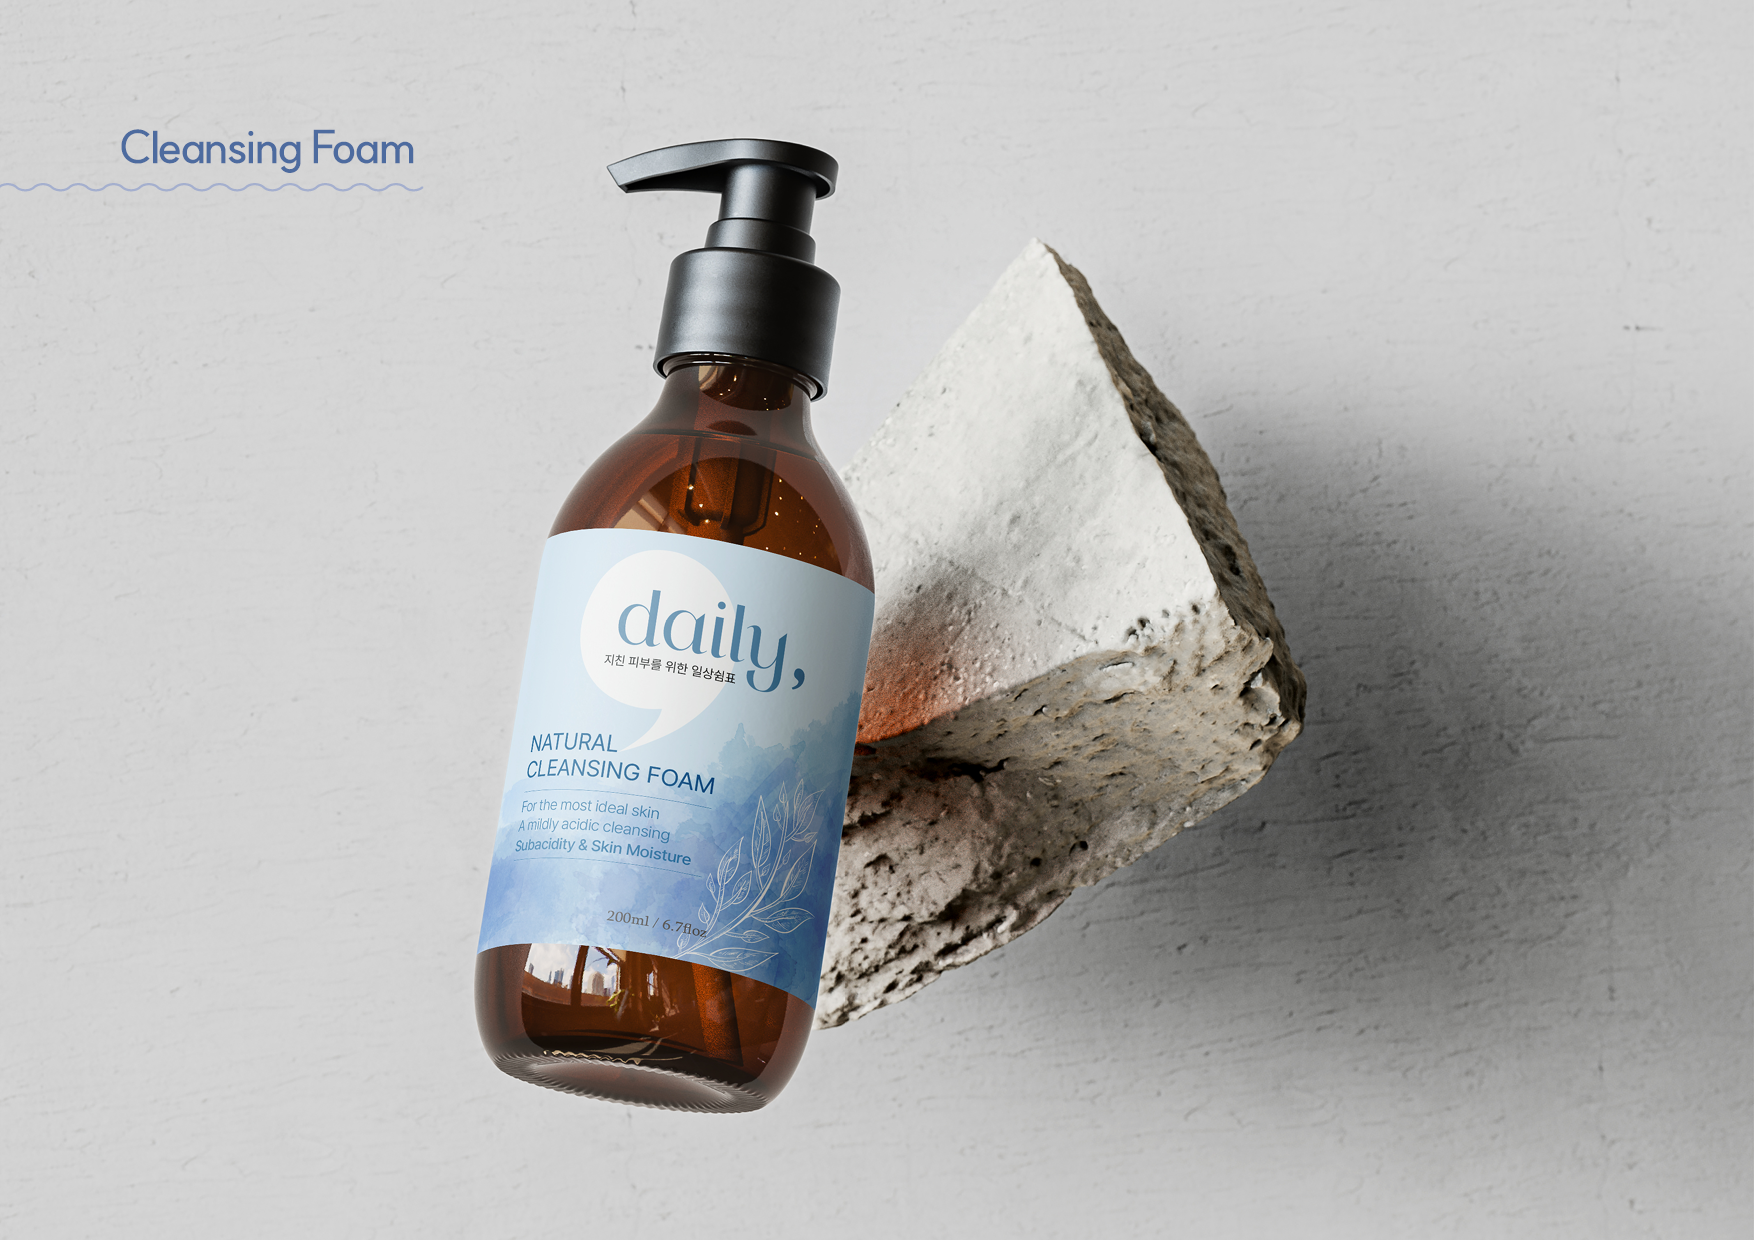 Cleansing Foam
daily,
지친 피부를 위한 일상쉼표
NATURAL
CLEANSING FOAM
For the most ideal skin
A mildly acidic cleansing
Subacidity & Skin Moisture
200ml / 6.7floz